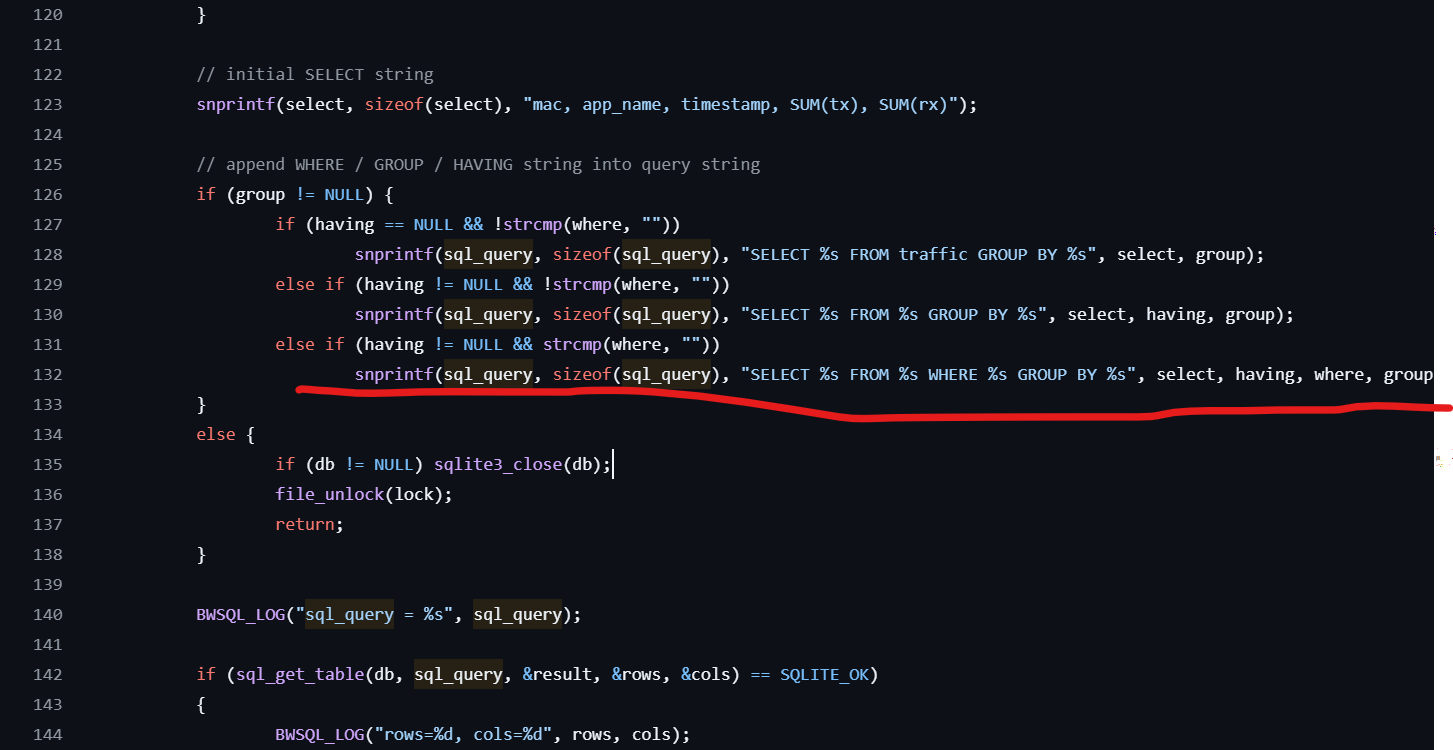 120 }
121
122 // initial SELECT string
123 snprintf(select, sizeof(select), "mac, app_name, timestamp, SUM(tx), SUM(rx)");
124
125 // append WHERE / GROUP / HAVING string into query string
126 if (group != NULL) {
127 if (having == NULL && !strcmp(where, ""))
128 snprintf(sql_query, sizeof(sql_query), "SELECT %s FROM traffic GROUP BY %s", select, group);
129 else if (having != NULL && !strcmp(where, ""))
130 snprintf(sql_query, sizeof(sql_query), "SELECT %s FROM %s GROUP BY %s", select, having, group);
131 else if (having != NULL && strcmp(where, ""))
132 snprintf(sql_query, sizeof(sql_query), "SELECT %s FROM %s WHERE %s GROUP BY %s", select, having, where, group
133 }
134 else {
135 if (db != NULL) sqlite3_close(db);
136 file_unlock(lock);
137 return;
138 }
139
140 BWSQL_LOG("sql_query = %s", sql_query);
141
142 if (sql_get_table(db, sql_query, &result, &rows, &cols) == SQLITE_OK)
143 {
144 BWSQL_LOG("rows=%d, cols=%d", rows, cols);